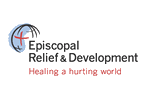 Episcopal
Relief & Development
Healing a hurting world